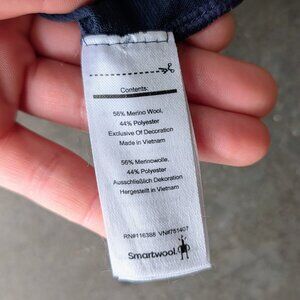 Contents:
56% Merino Wool.
44% Polyester
Exclusive Of Decoration
Made in Vietnam
56% Merinowolle.
44% Polyester
Ausschließlich Dekoration
Hergestellt in Vietnam
RN#116388 VN#751407
Smartwool.